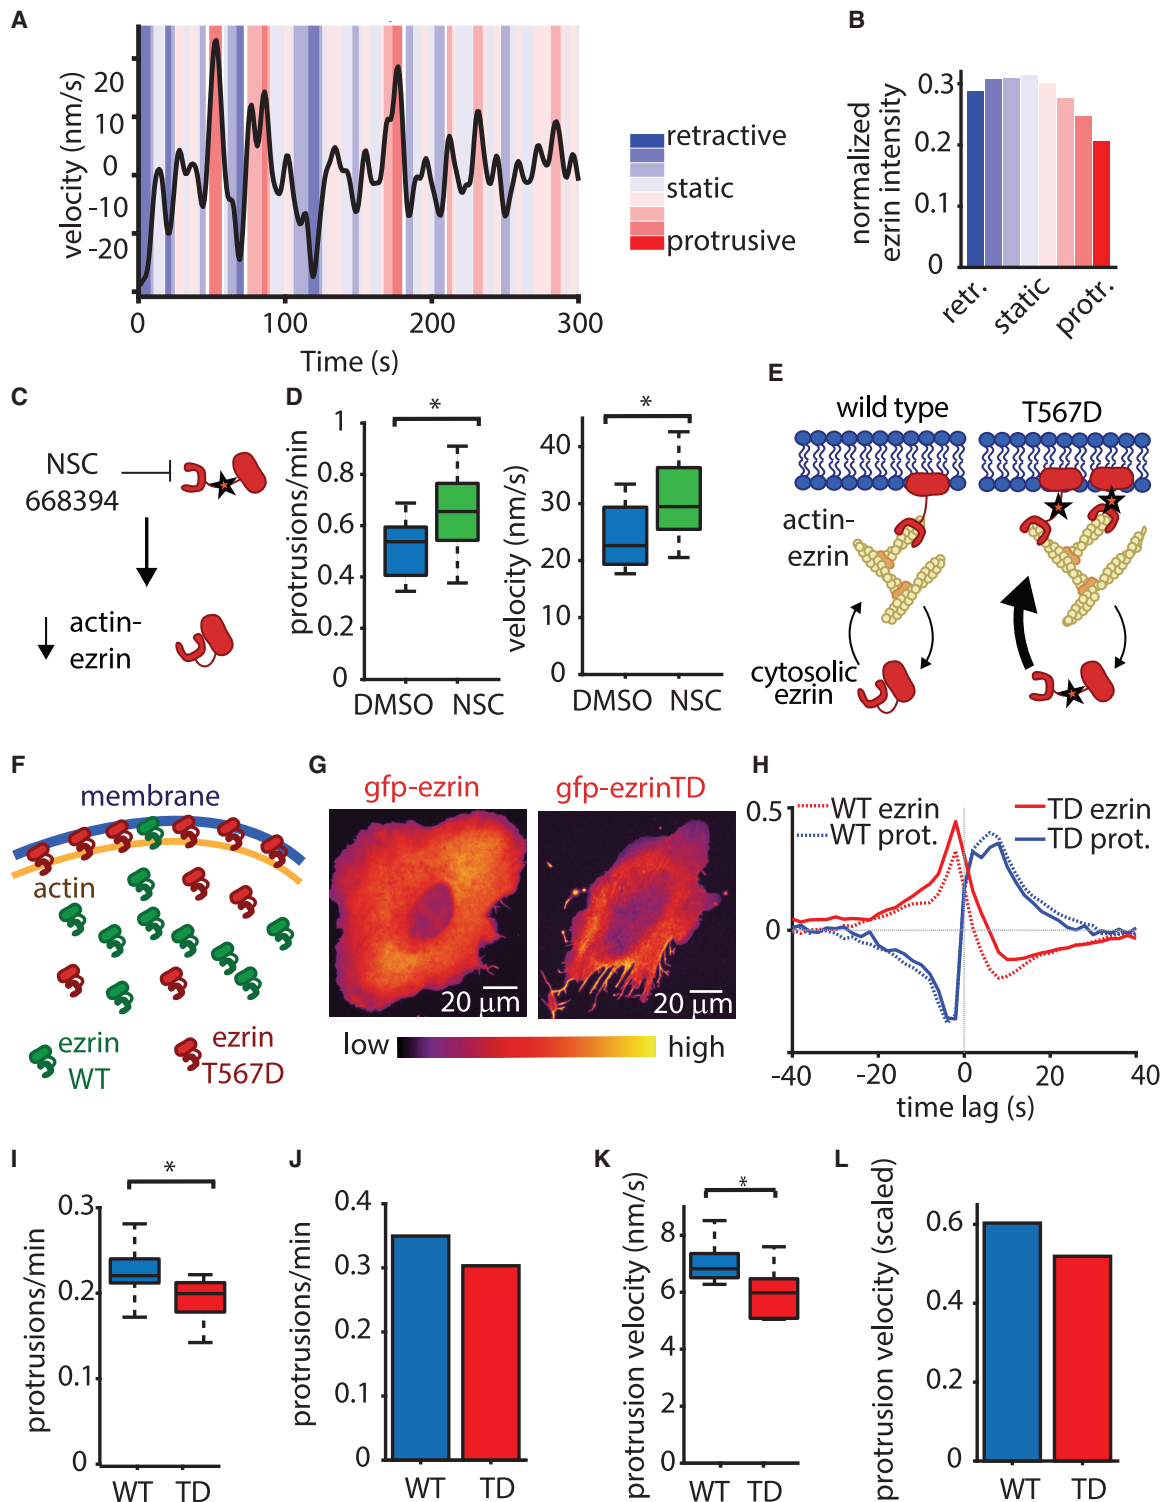 A
velocity (nm/s)
20
10
0
-10
-20
0
100
200
300
Time (s)
retractive
static
protrusive
B
normalized
ezrin intensity
0.3
0.2
0.1
0
retr.
static
protr.
C
NSC
668394
actin-
ezrin
D
*
protrusions/min
1
0.8
0.6
0.4
0.2
0
DMSO
NSC
*
velocity (nm/s)
40
30
20
10
0
DMSO
NSC
E
wild type
T567D
actin-
ezrin
cytosolic
ezrin
F
membrane
actin
ezrin
WT
ezrin
T567D
G
gfp-ezrin
gfp-ezrinTD
20 μm
20 μm
low
high
H
0.5
0
WT ezrin
WT prot.
TD ezrin
TD prot.
-40
-20
0
20
40
time lag (s)
I
*
protrusions/min
0.3
0.2
0.1
0
WT
TD
J
protrusions/min
0.4
0.3
0.2
0.1
0
WT
TD
K
*
protrusion velocity (nm/s)
8
6
4
2
0
WT
TD
L
protrusion velocity (scaled)
0.6
0.4
0.2
0
WT
TD